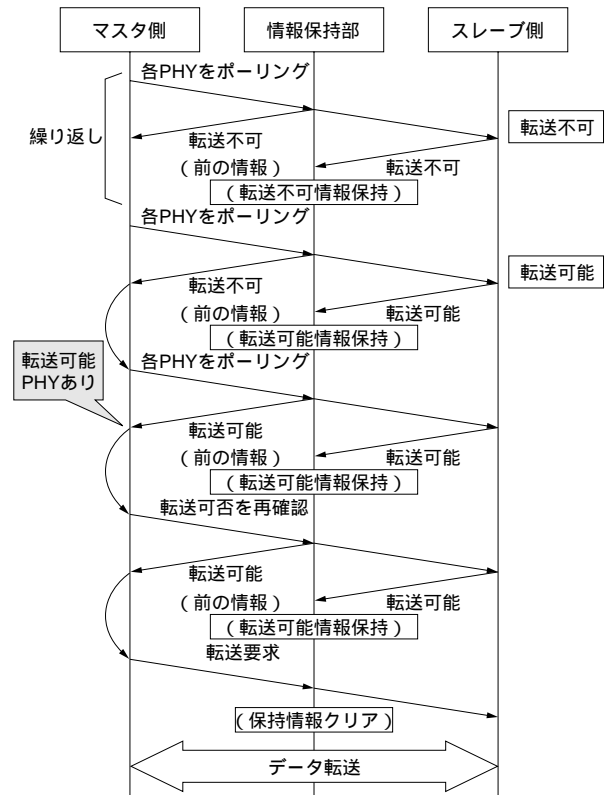 マスタ側
情報保持部
スレーブ側
各PHYをポーリング
繰り返し
転送不可
転送不可
転送不可
(前の情報)
(転送不可情報保持)
各PHYをポーリング
転送可能
転送不可
転送可能
(前の情報)
(転送可能情報保持)
各PHYをポーリング
転送可能
PHYあり
転送可能
転送可能
(前の情報)
(転送可能情報保持)
転送可否を再確認
転送可能
転送可能
(前の情報)
(転送可能情報保持)
転送要求
(保持情報クリア)
データ転送